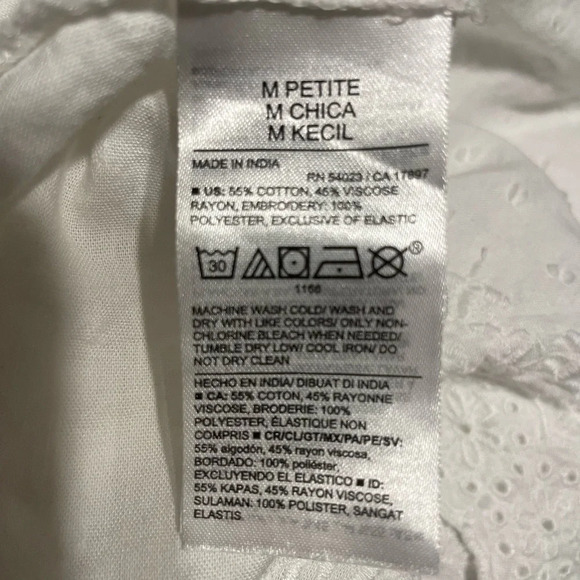 M PETITE
M CHICA
M KECIL
MADE IN INDIA
RN 54023 / CA 17897
■ US: 55% COTTON, 45% VISCOSE
RAYON, EMBROIDERY: 100%
POLYESTER, EXCLUSIVE OF ELASTIC
30
1166
MACHINE WASH COLD/ WASH AND
DRY WITH LIKE COLORS/ ONLY NON-
CHLORINE BLEACH WHEN NEEDED/
TUMBLE DRY LOW/ COOL IRON/ DO
NOT DRY CLEAN
HECHO EN INDIA/ DIBUAT DI INDIA
■ CA: 55% COTON, 45% RAYONNE
VISCOSE, BRODERIE: 100%
POLYESTER, ÉLASTIQUE NON
COMPRIS ■ CR/CL/GT/MX/PA/PE/SV:
55% algodón, 45% rayon viscosa,
BORDADO: 100% poliéster,
EXCLUYENDO EL ELASTICO ■ ID:
55% KAPAS, 45% RAYON VISCOSE,
SULAMAN: 100% POLISTER, SANGAT
ELASTIS.